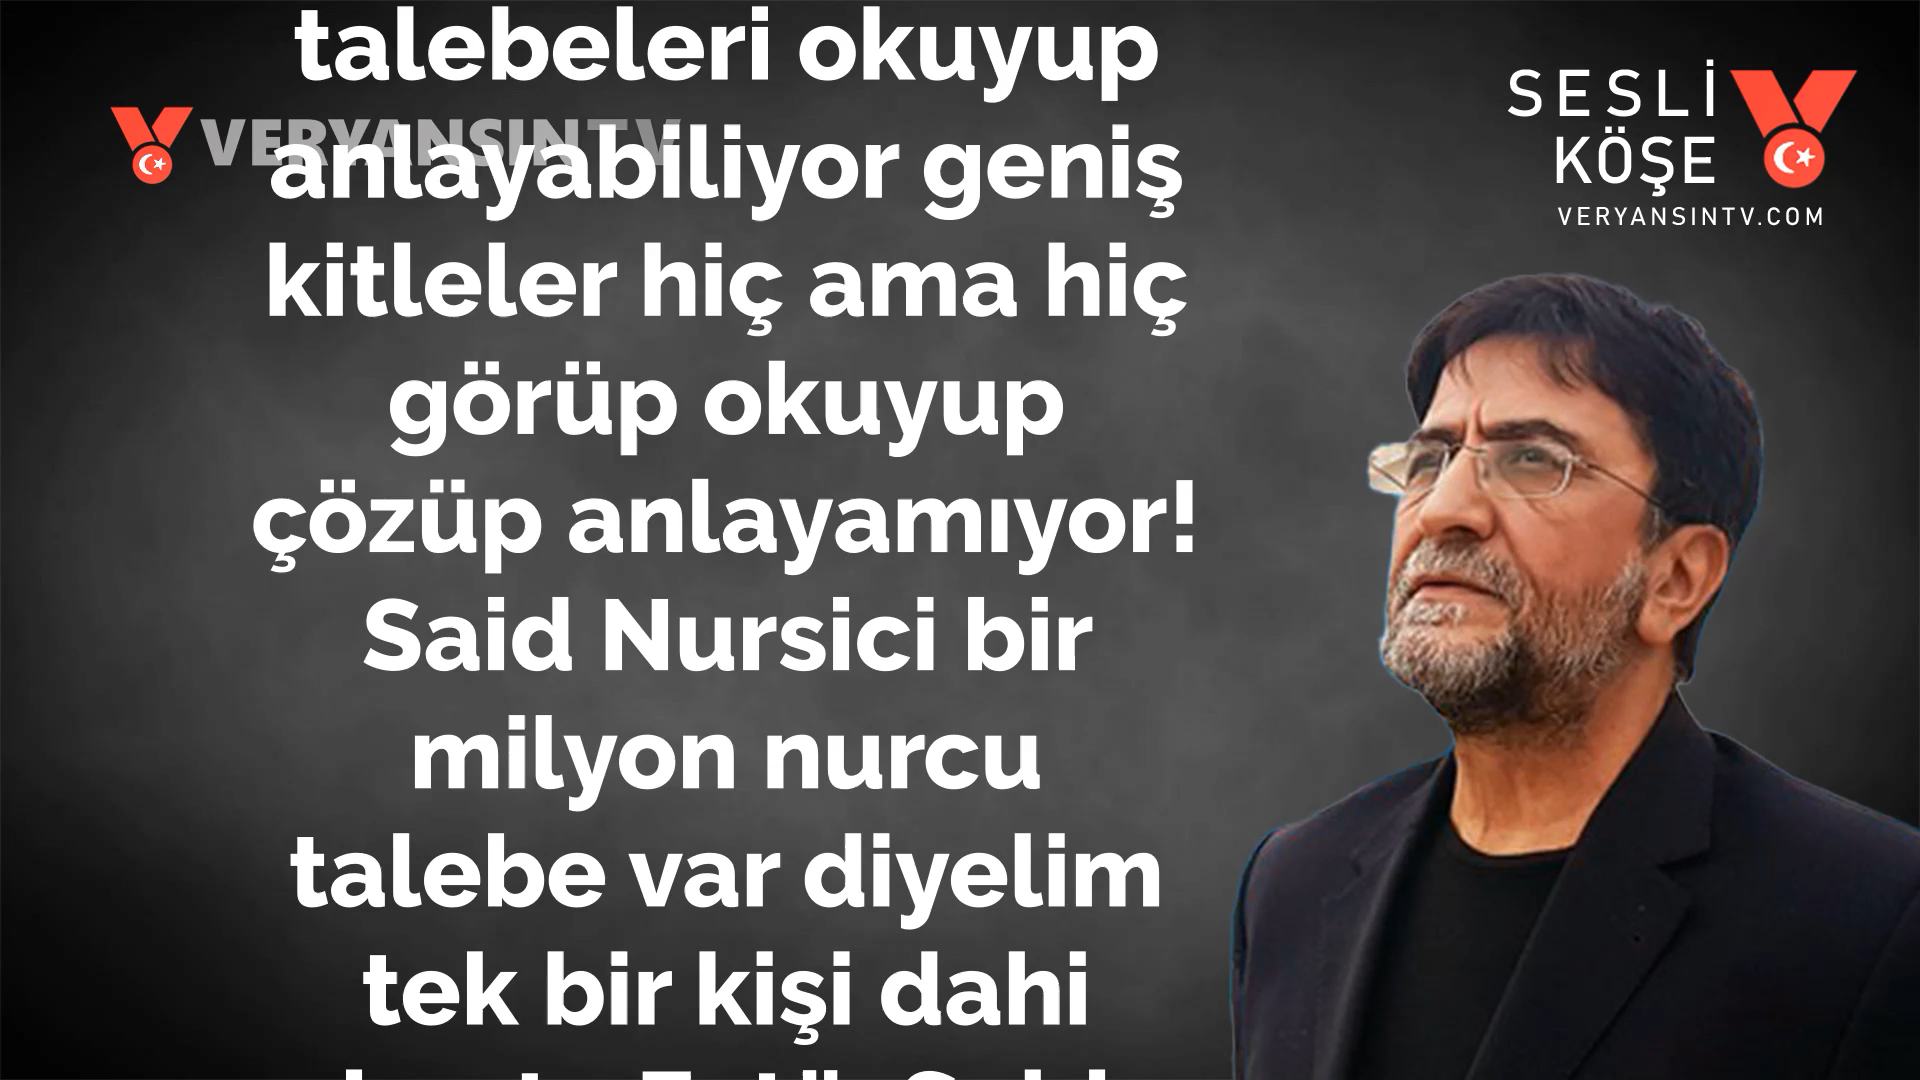 talebeleri okuyup
VERYANSINTV
anlayabiliyor geniş
kitleler hiç ama hiç
görüp okuyup
çözüp anlayamıyor!
Said Nursici bir
milyon nurcu
talebe var diyelim
tek bir kişi dahi
SESLİ
KÖŞE
VERYANSINTV.COM